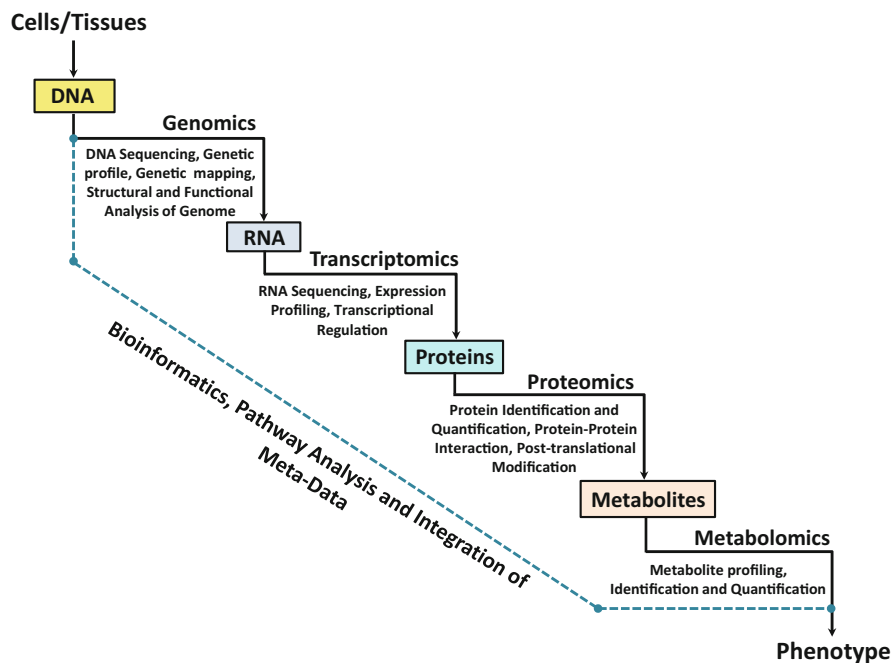 Cells/Tissues
DNA
Genomics
DNA Sequencing, Genetic
profile, Genetic mapping,
Structural and Functional
Analysis of Genome
RNA
Transcriptomics
RNA Sequencing, Expression
Profiling, Transcriptional
Regulation
Proteins
Proteomics
Protein Identification and
Quantification, Protein-Protein
Interaction, Post-translational
Modification
Metabolites
Metabolomics
Metabolite profiling,
Identification and Quantification
Phenotype
Bioinformatics, Pathway Analysis and Integration of
Meta-Data